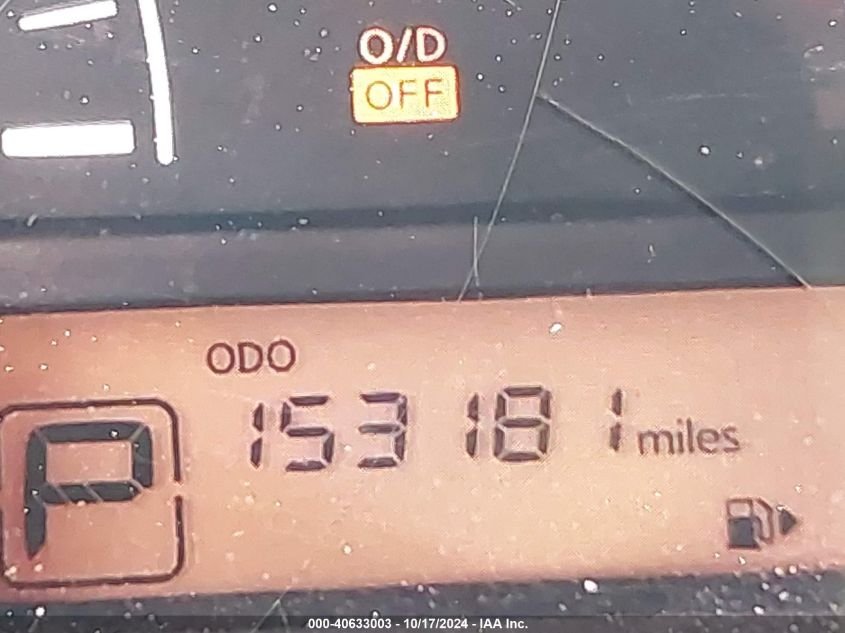 O/D
OFF
ODO
153181 miles
P
000-40633003 - 10/17/2024 - IAA Inc.